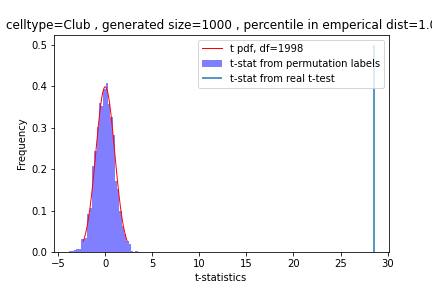 celltype=Club , generated size=1000 , percentile in emperical dist=1.0
t pdf, df=1998
t-stat from permutation labels
t-stat from real t-test
Frequency
0.5
0.4
0.3
0.2
0.1
0.0
-5 0 5 10 15 20 25 30
t-statistics